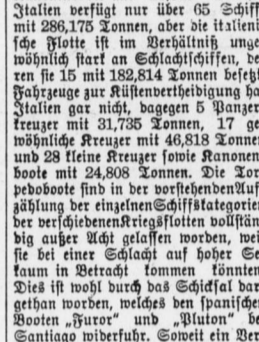 Italien verfügt nur über 65 Schiff
mit 286,175 Tonnen, aber die italieni
sche Flotte ist im Verhältniß unge
wöhnlich stark an Schlachtschiffen, de
ren sie 15 mit 182,814 Tonnen besetz
Fahrzeuge zur Küstenvertheidigung ha
Italien gar nicht, dagegen 5 Panzer
kreuzer mit 31,735 Tonnen, 17 ge
wöhnliche Kreuzer mit 46,818 Tonnen
und 28 kleine Kreuzer sowie Kanonen
boote mit 24,808 Tonnen. Die Tor
pedoboote sind in der vorstehenden Auf
zählung der einzelnen Schiffskategorie
der verschiedenen Kriegsflotten vollstän
dig außer Acht gelassen worden, wei
sie bei einer Schlacht auf hoher Se
kaum in Betracht kommen könnten
Dies ist wohl durch das Schicksal dar
gethan worden, welches den spanische
Booten „Furor" und „Pluton" be
Santiago widerfuhr. Soweit ein Ver